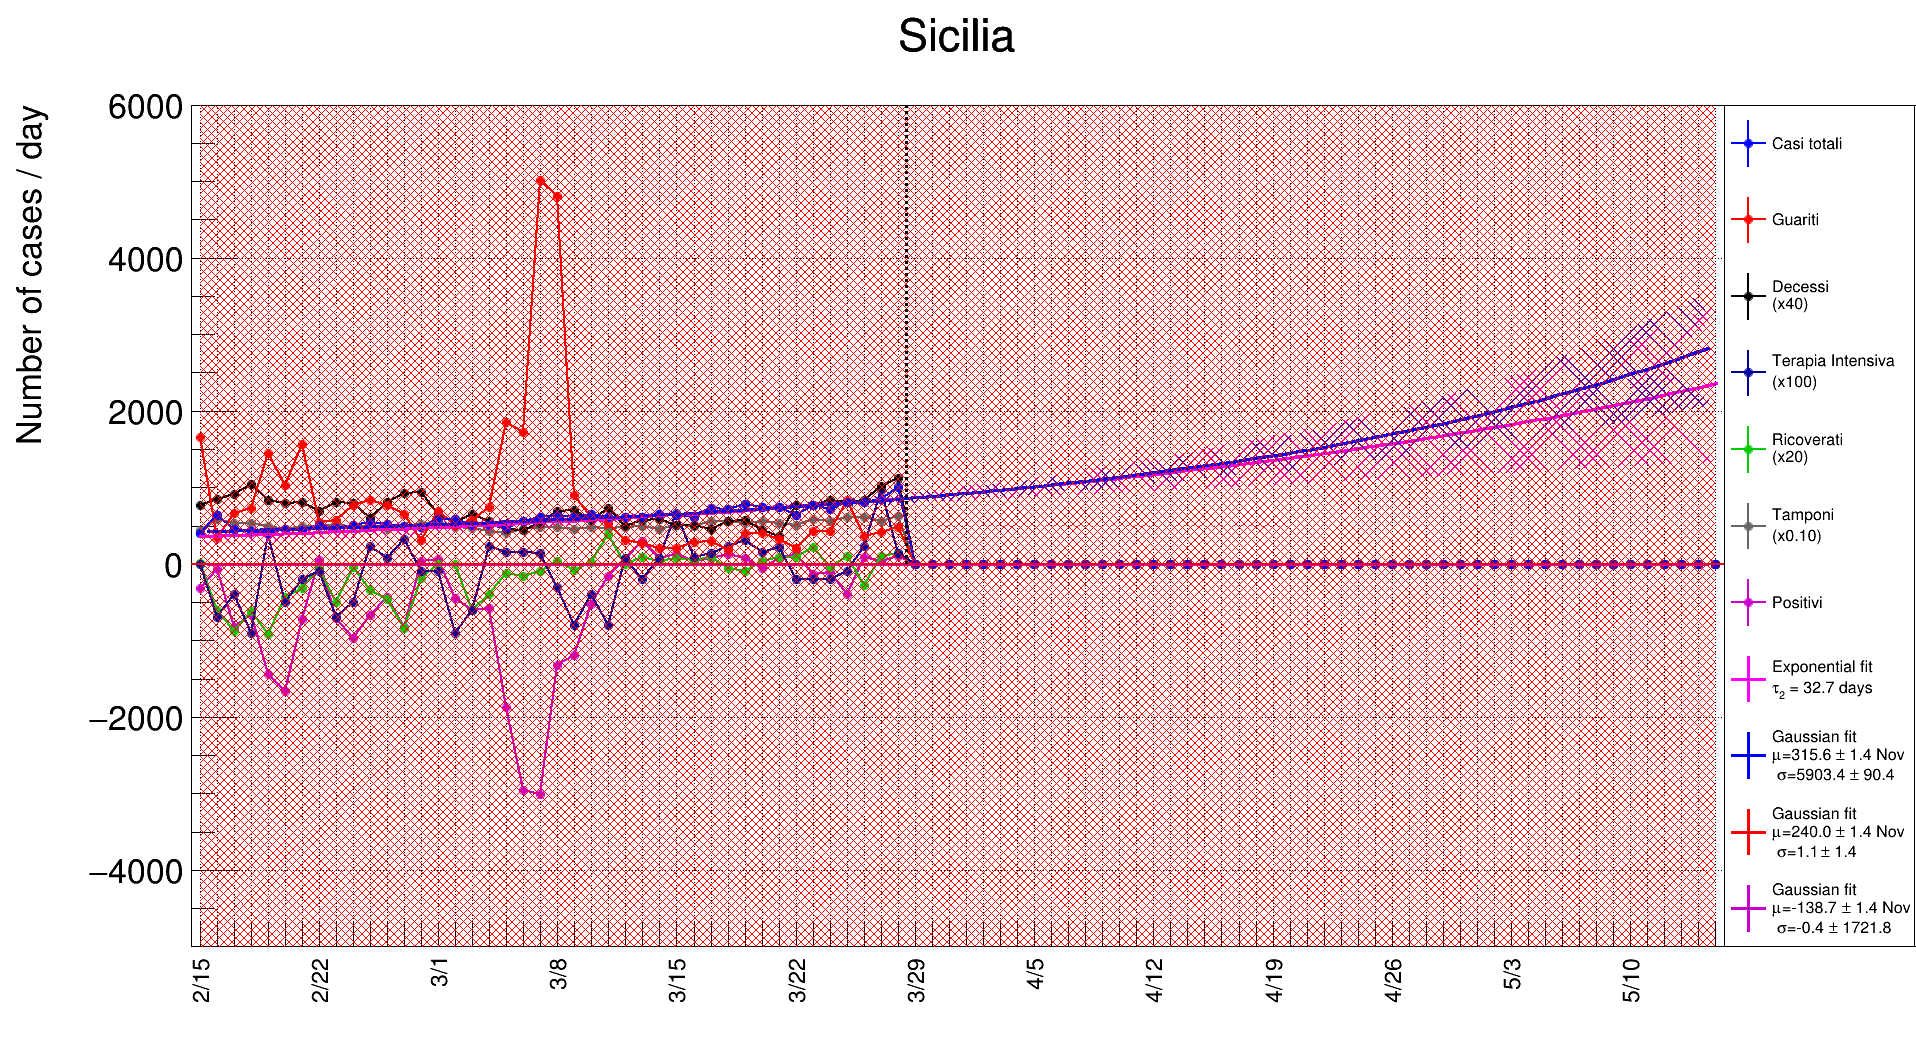 Sicilia
Number of cases / day
6000
4000
2000
0
−2000
−4000
2/15
2/22
3/1
3/8
3/15
3/22
3/29
4/5
4/12
4/19
4/26
5/3
5/10
Casi totali
Guariti
Decessi
(x40)
Terapia Intensiva
(x100)
Ricoverati
(x20)
Tamponi
(x0.10)
Positivi
Exponential fit
τ2 = 32.7 days
Gaussian fit
μ=315.6 ± 1.4 Nov
σ=5903.4 ± 90.4
Gaussian fit
μ=240.0 ± 1.4 Nov
σ=1.1 ± 1.4
Gaussian fit
μ=-138.7 ± 1.4 Nov
σ=-0.4 ± 1721.8